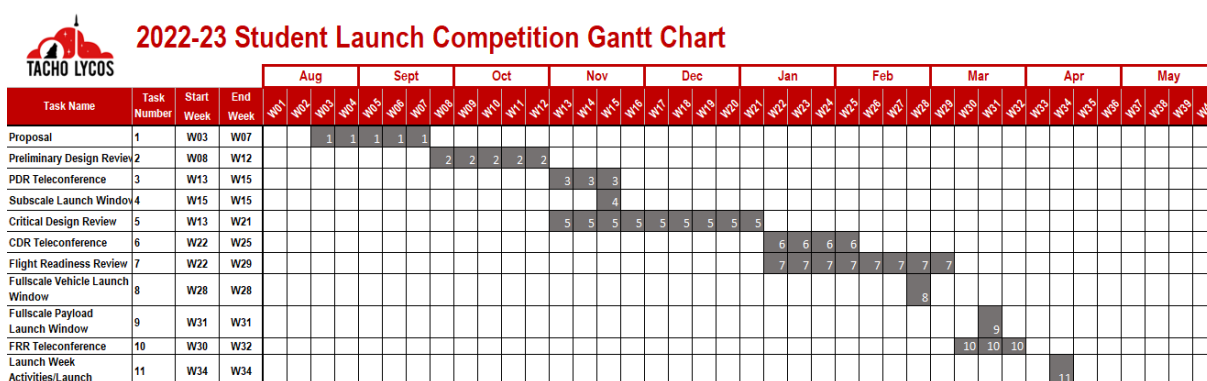 TACHO LYCOS
2022-23 Student Launch Competition Gantt Chart
Aug Sept Oct Nov Dec Jan Feb Mar Apr May
Task Name Task Number Start Week End Week W01 W02 W03 W04 W05 W06 W07 W08 W09 W10 W11 W12 W13 W14 W15 W16 W17 W18 W19 W20 W21 W22 W23 W24 W25 W26 W27 W28 W29 W30 W31 W32 W33 W34 W35 W36 W37 W38 W39
Proposal 1 W03 W07 1 1 1 1 1
Preliminary Design Review 2 W08 W12 2 2 2 2 2
PDR Teleconference 3 W13 W15 3 3 3
Subscale Launch Window 4 W15 W15 4
Critical Design Review 5 W13 W21 5 5 5 5 5 5 5 5 5
CDR Teleconference 6 W22 W25 6 6 6 6
Flight Readiness Review 7 W22 W29 7 7 7 7 7 7 7 7
Fullscale Vehicle Launch
Window 8 W28 W28 8
Fullscale Payload
Launch Window 9 W31 W31 9
FRR Teleconference 10 W30 W32 10 10 10
Launch Week
Activities/Launch 11 W34 W34 11